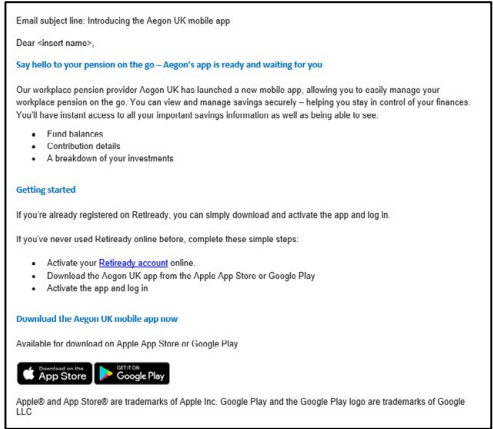 Email subject line: Introducing the Aegon UK mobile app
Dear <insert name>,
Say hello to your pension on the go – Aegon's app is ready and waiting for you
Our workplace pension provider Aegon UK has launched a new mobile app, allowing you to easily manage your
workplace pension on the go. You can view and manage savings securely – helping you stay in control of your finances.
You'll have instant access to all your important savings information as well as being able to see:
• Fund balances
• Contribution details
• A breakdown of your investments
Getting started
If you're already registered on Retiready, you can simply download and activate the app and log in.
If you've never used Retiready online before, complete these simple steps:
• Activate your Retiready account online.
• Download the Aegon UK app from the Apple App Store or Google Play
• Activate the app and log in
Download the Aegon UK mobile app now
Available for download on Apple App Store or Google Play
Download on the App Store GET IT ON Google Play
Apple® and App Store® are trademarks of Apple Inc. Google Play and the Google Play logo are trademarks of Google
LLC